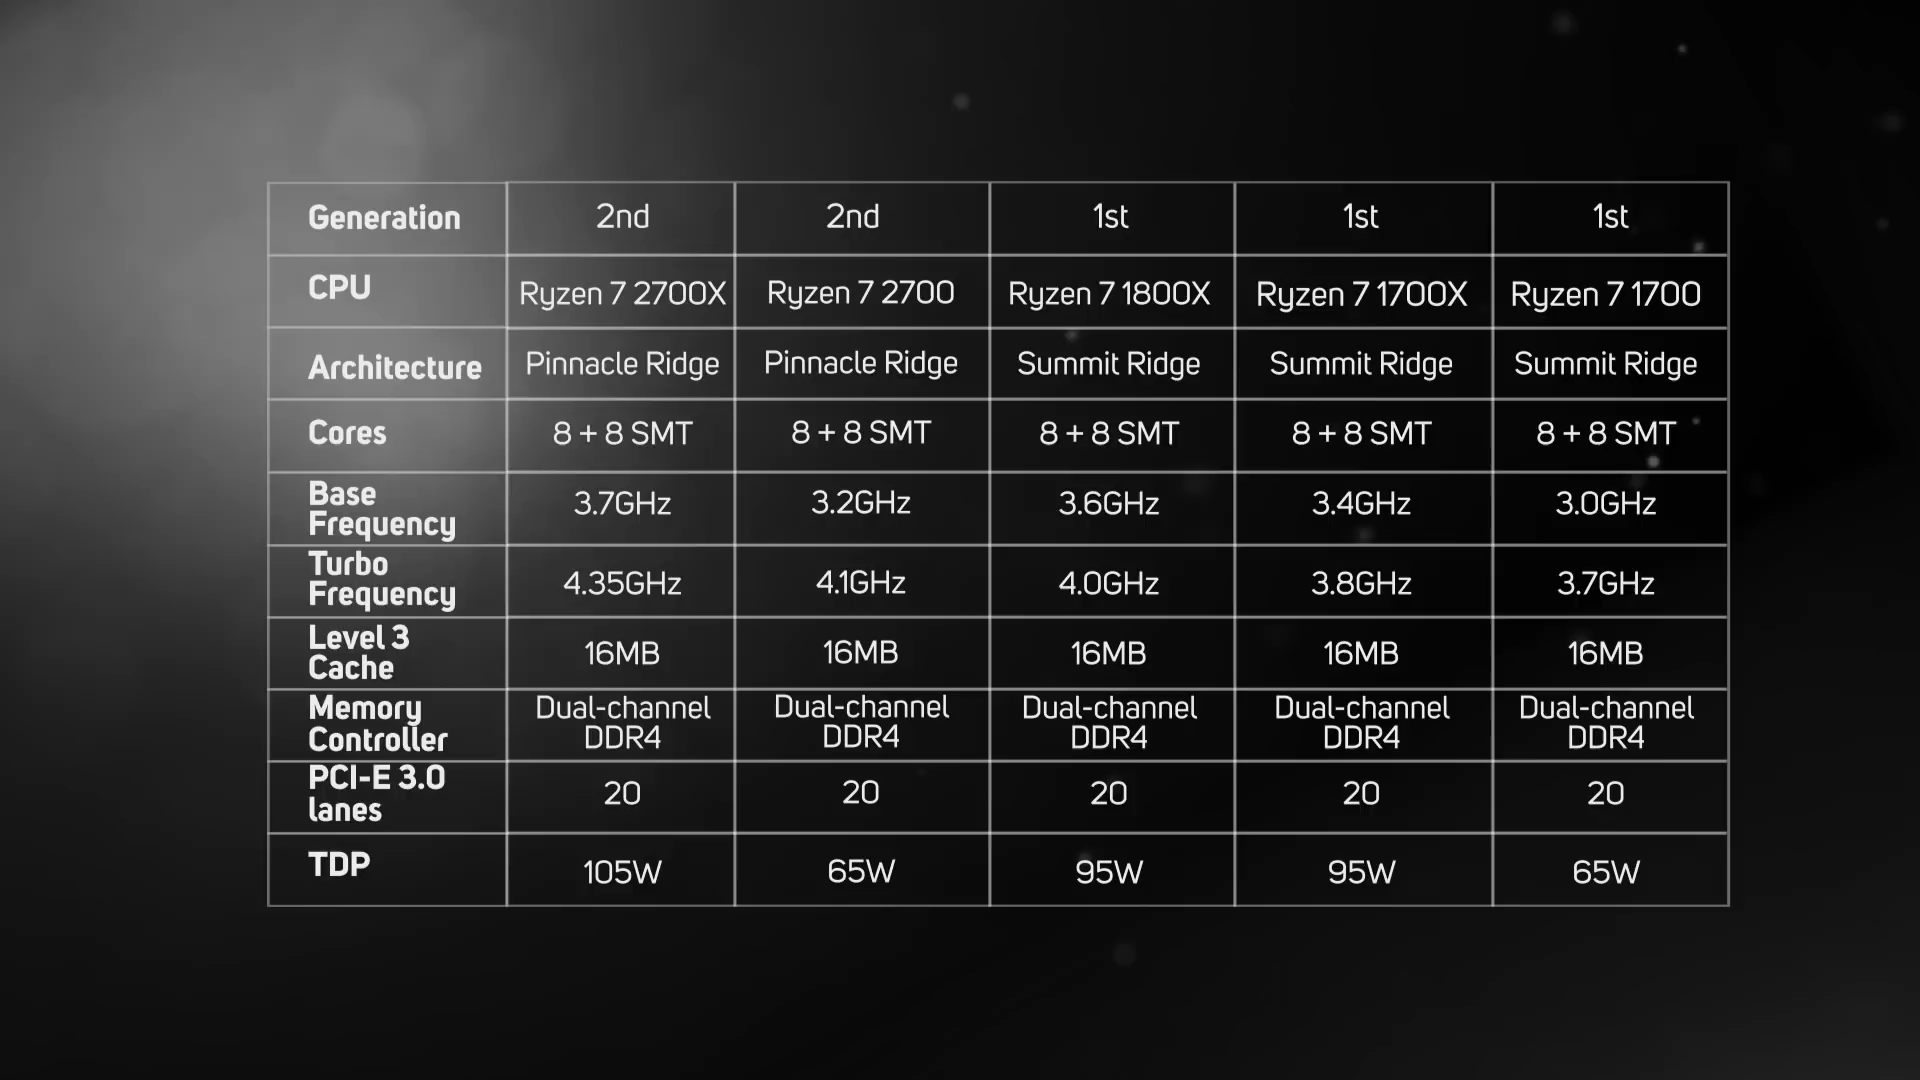 Generation 2nd 2nd 1st 1st 1st
CPU Ryzen 7 2700X Ryzen 7 2700 Ryzen 7 1800X Ryzen 7 1700X Ryzen 7 1700
Architecture Pinnacle Ridge Pinnacle Ridge Summit Ridge Summit Ridge Summit Ridge
Cores 8 + 8 SMT 8 + 8 SMT 8 + 8 SMT 8 + 8 SMT 8 + 8 SMT
Base
Frequency 3.7GHz 3.2GHz 3.6GHz 3.4GHz 3.0GHz
Turbo
Frequency 4.35GHz 4.1GHz 4.0GHz 3.8GHz 3.7GHz
Level 3
Cache 16MB 16MB 16MB 16MB 16MB
Memory Dual-channel Dual-channel Dual-channel Dual-channel Dual-channel
Controller DDR4 DDR4 DDR4 DDR4 DDR4
PCI-E 3.0
lanes 20 20 20 20 20
TDP 105W 65W 95W 95W 65W